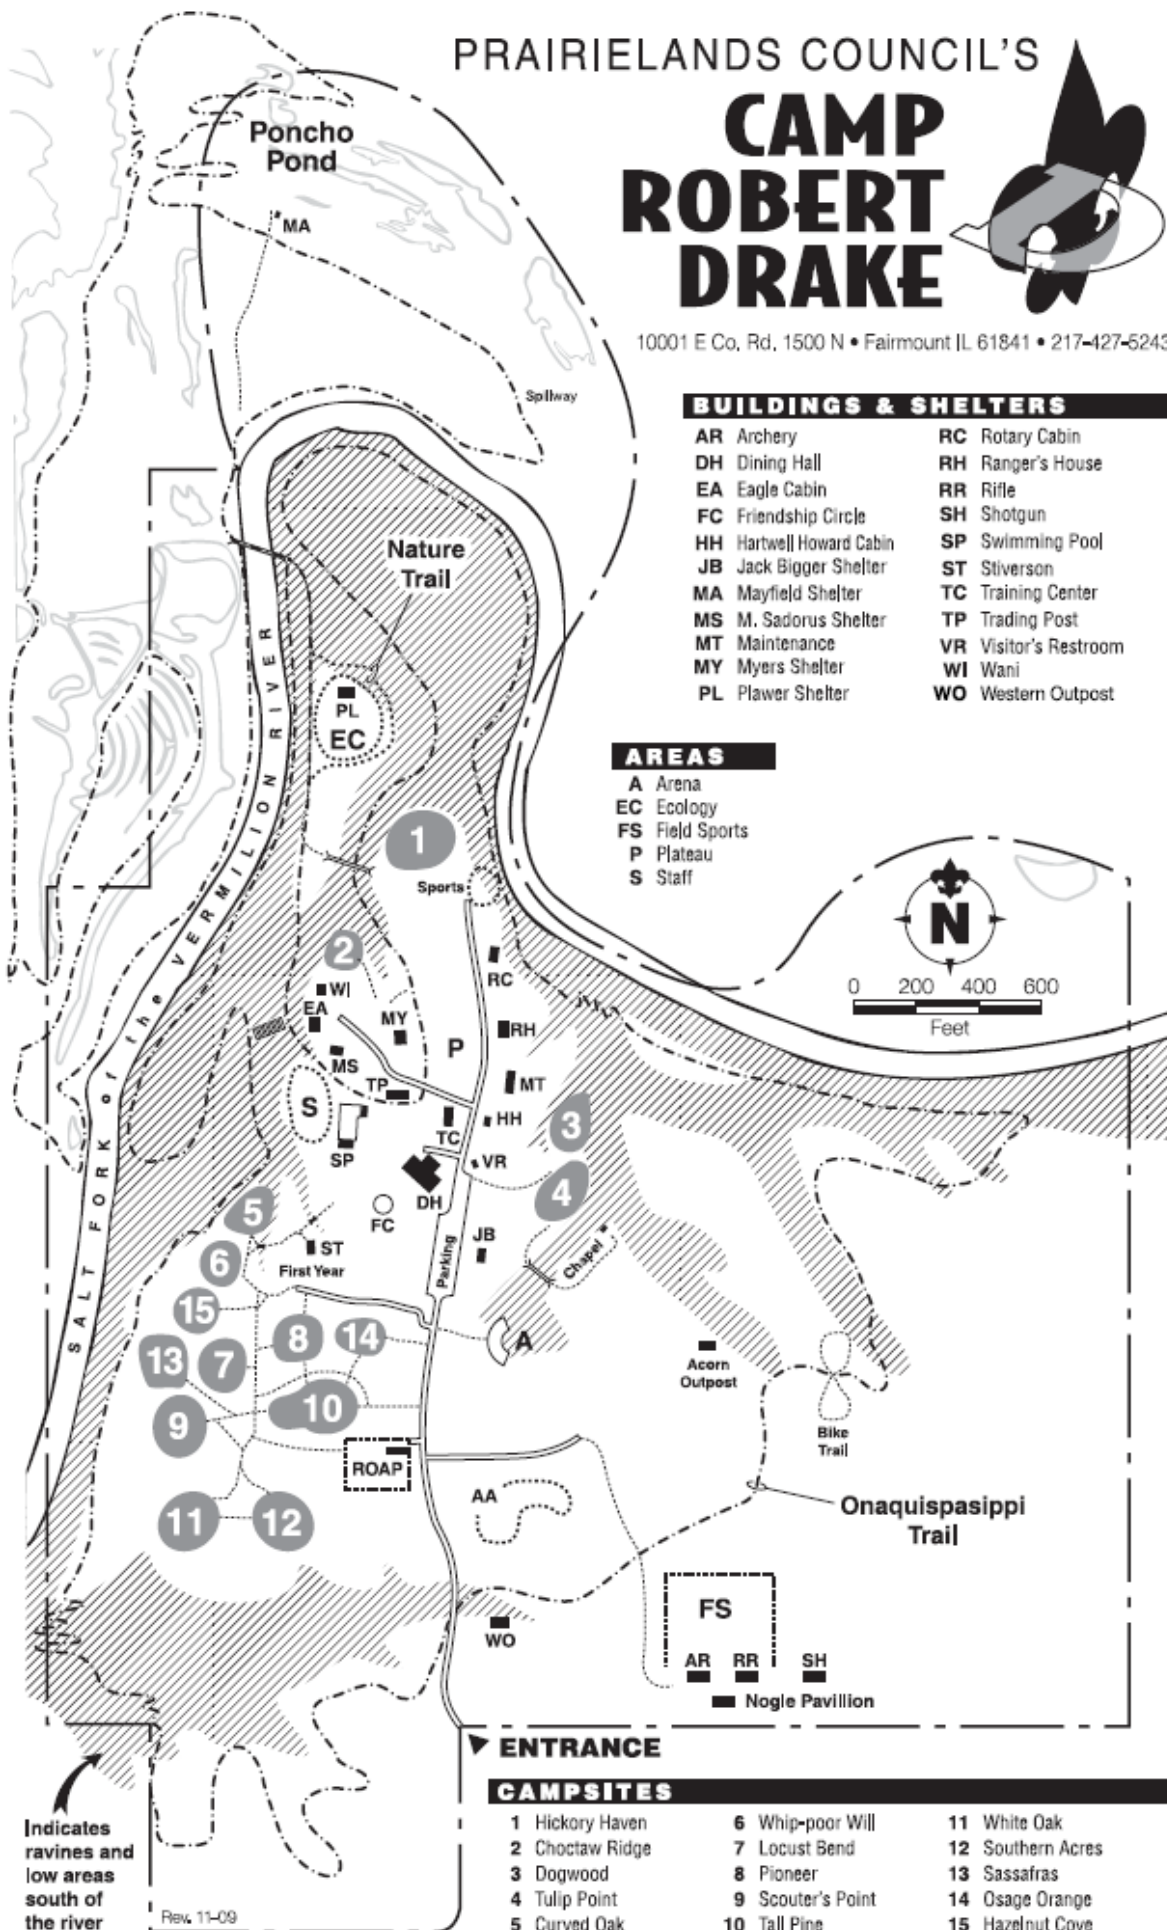 PRAIRIELANDS COUNCIL'S
CAMP
ROBERT
DRAKE
10001 E Co. Rd. 1500 N • Fairmount IL 61841 • 217-427-5243
Poncho
Pond
MA
Spillway
BUILDINGS & SHELTERS
AR Archery
DH Dining Hall
EA Eagle Cabin
FC Friendship Circle
HH Hartwell Howard Cabin
JB Jack Bigger Shelter
MA Mayfield Shelter
MS M. Sadorus Shelter
MT Maintenance
MY Myers Shelter
PL Plawer Shelter
RC Rotary Cabin
RH Ranger's House
RR Rifle
SH Shotgun
SP Swimming Pool
ST Stiverson
TC Training Center
TP Trading Post
VR Visitor's Restroom
WI Wani
WO Western Outpost
AREAS
A Arena
EC Ecology
FS Field Sports
P Plateau
S Staff
N
0 200 400 600
Feet
Nature
Trail
PL
EC
SALT FORK of the VERMILION RIVER
1
Sports
2
RC
WI
EA
MY
RH
P
MS
TP
MT
S
HH
3
TC
SP
VR
4
DH
FC
5
JB
ST
Chapel
6
First Year
Parking
15
8
14
A
13
7
Acorn
Outpost
10
9
Bike
Trail
ROAP
AA
11
12
Onaquispasippi
Trail
FS
WO
AR RR SH
Nogle Pavillion
ENTRANCE
Indicates
ravines and
low areas
south of
the river
Rev. 11-09
CAMPSITES
1 Hickory Haven
2 Choctaw Ridge
3 Dogwood
4 Tulip Point
5 Curved Oak
6 Whip-poor Will
7 Locust Bend
8 Pioneer
9 Scouter's Point
10 Tall Pine
11 White Oak
12 Southern Acres
13 Sassafras
14 Osage Orange
15 Hazelnut Cove